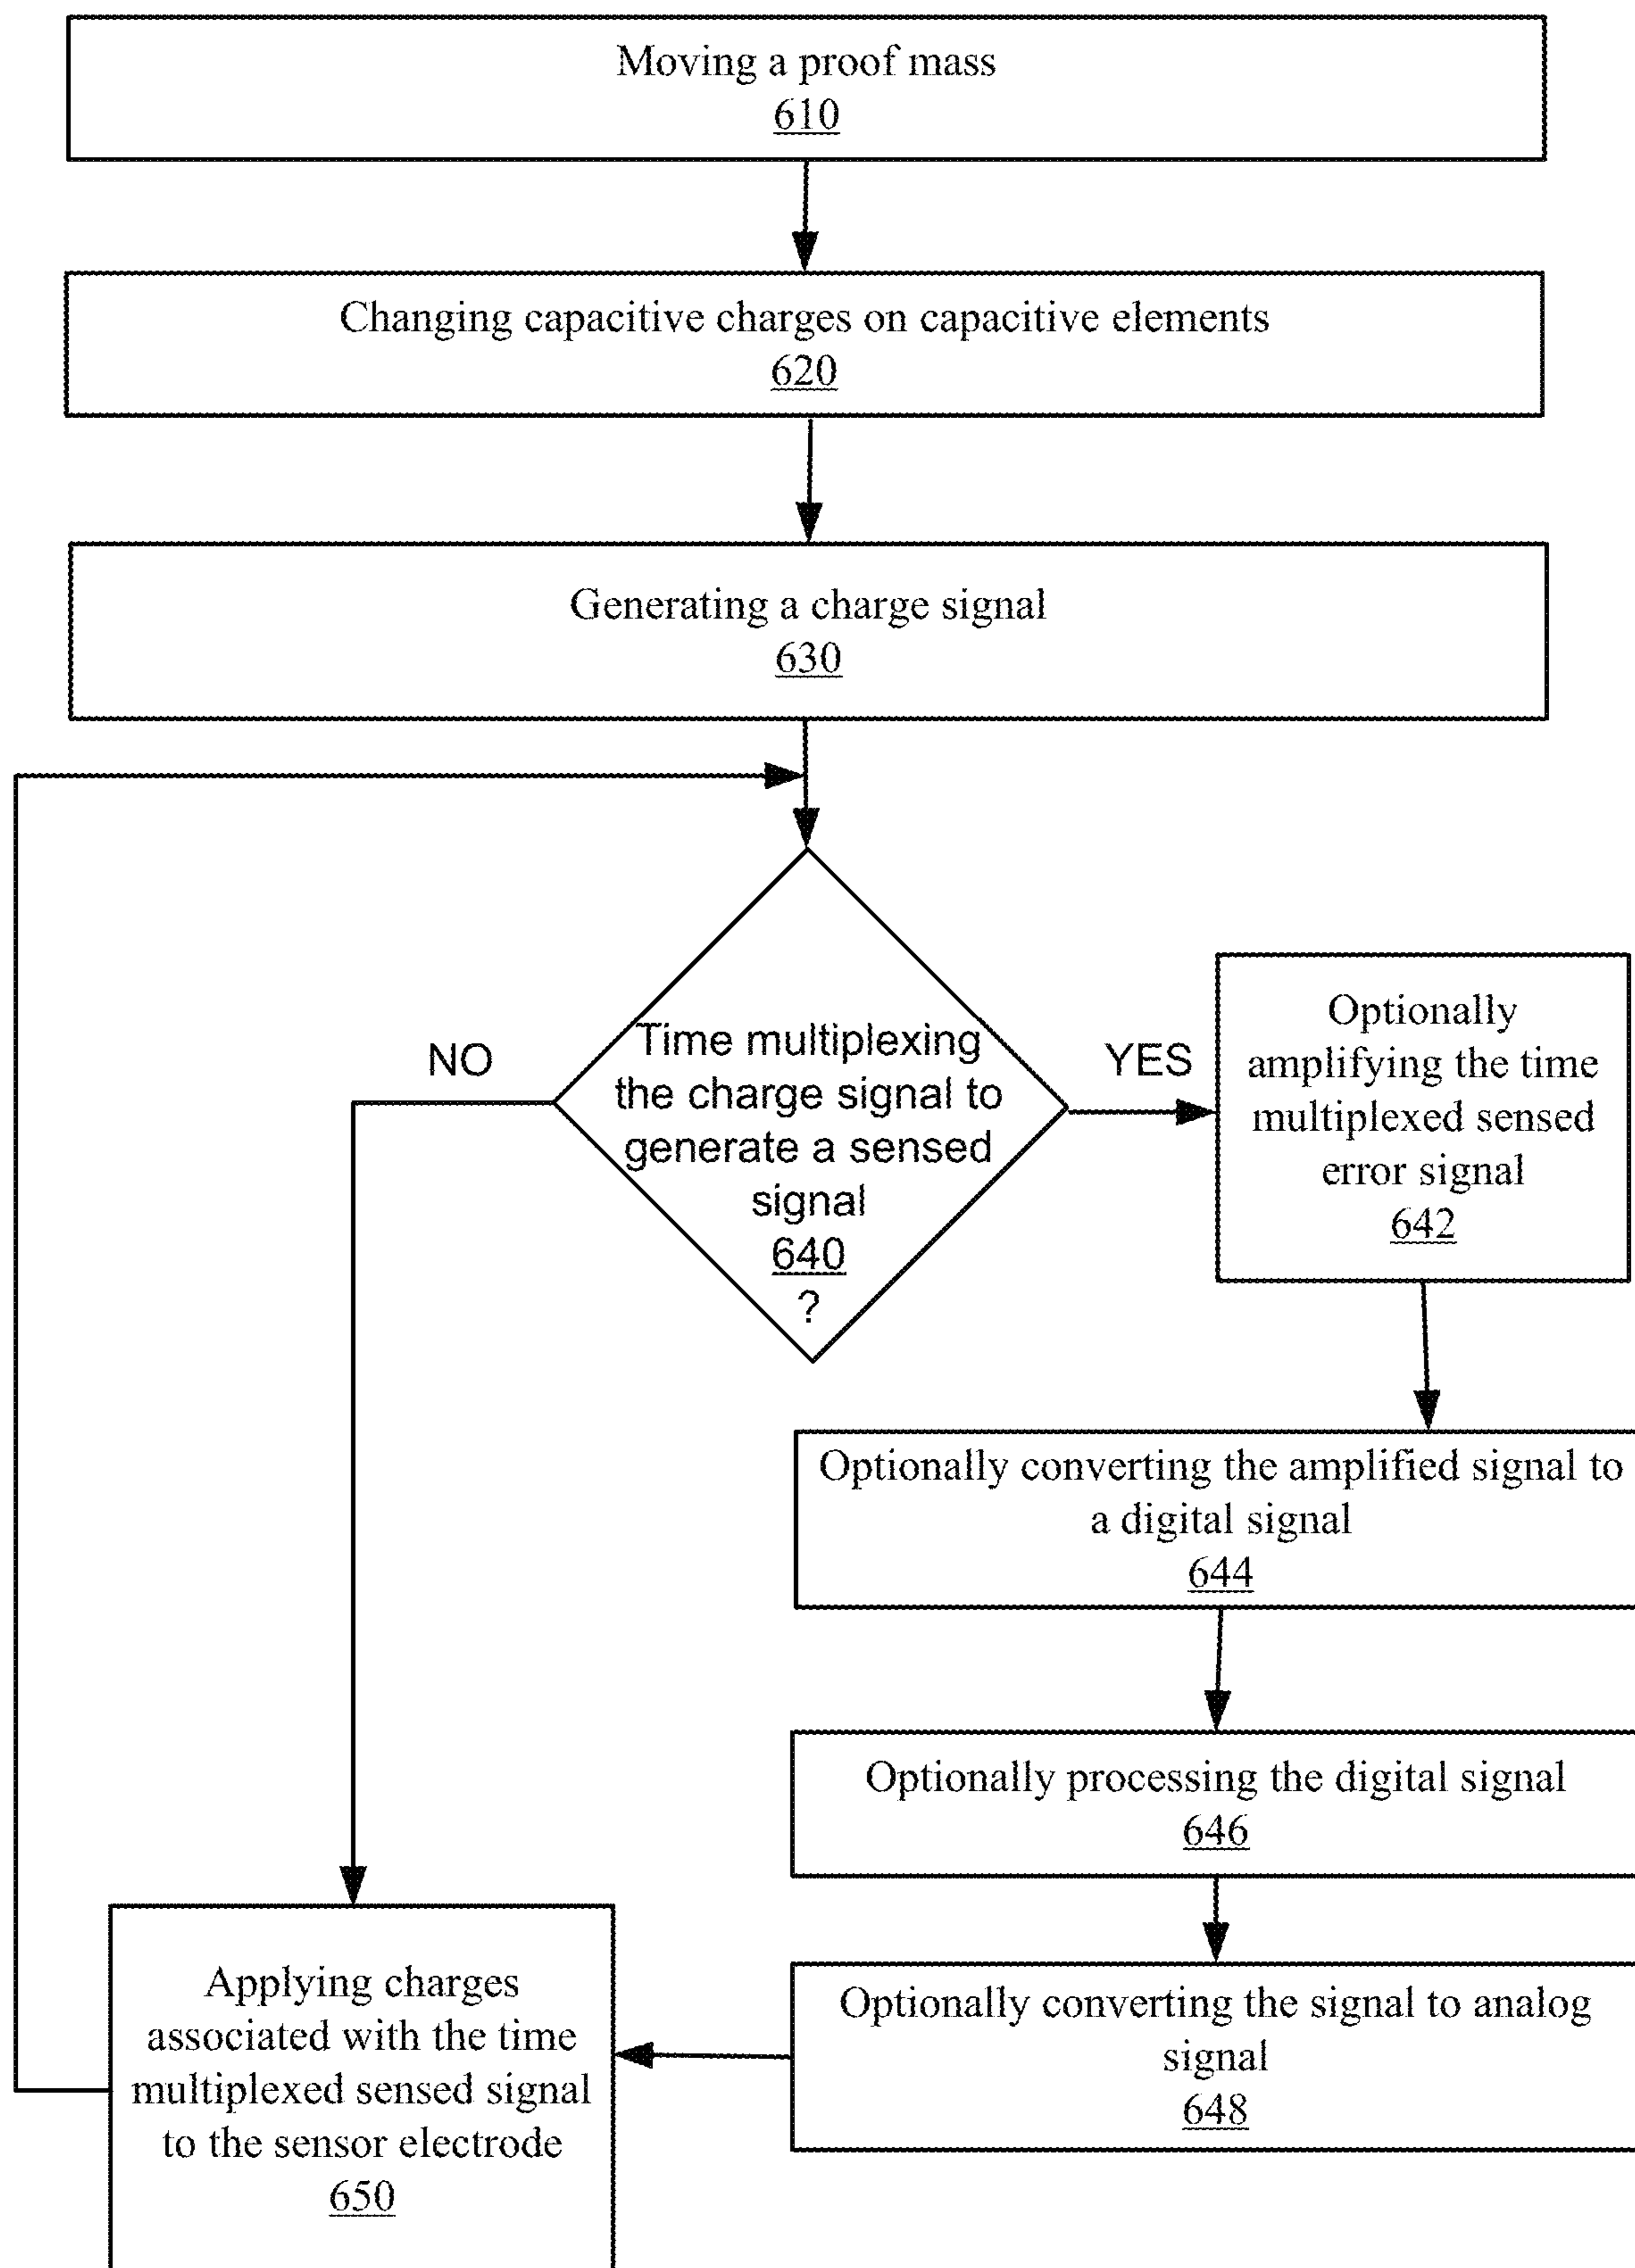 Moving a proof mass
610
Changing capacitive charges on capacitive elements
620
Generating a charge signal
630
NO
Time multiplexing
the charge signal to
generate a sensed
signal
640
?
YES
Optionally
amplifying the time
multiplexed sensed
error signal
642
Optionally converting the amplified signal to
a digital signal
644
Optionally processing the digital signal
646
Optionally converting the signal to analog
signal
648
Applying charges
associated with the time
multiplexed sensed signal
to the sensor electrode
650